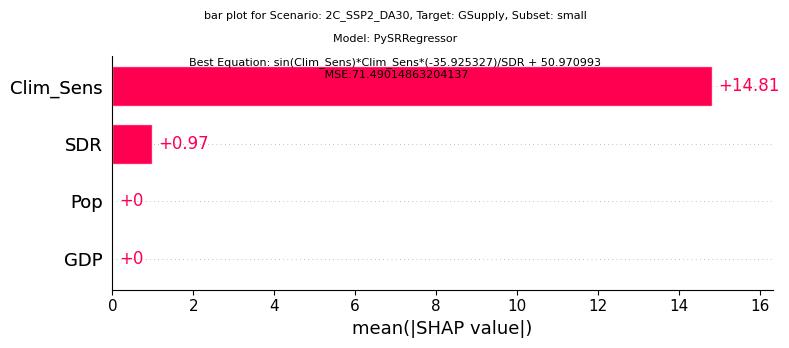 bar plot for Scenario: 2C_SSP2_DA30, Target: GSupply, Subset: small
Model: PySRRegressor
Best Equation: sin(Clim_Sens)*Clim_Sens*(-35.925327)/SDR + 50.970993
MSE:71.49014863204137
Clim_Sens +14.81
SDR +0.97
Pop +0
GDP +0
0 2 4 6 8 10 12 14 16
mean(|SHAP value|)